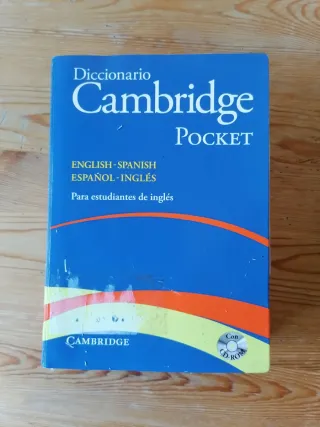 Diccionario
Cambridge
POCKET
ENGLISH-SPANISH
ESPAÑOL-INGLÉS
Para estudiantes de inglés
Con
CD-ROM
CAMBRIDGE